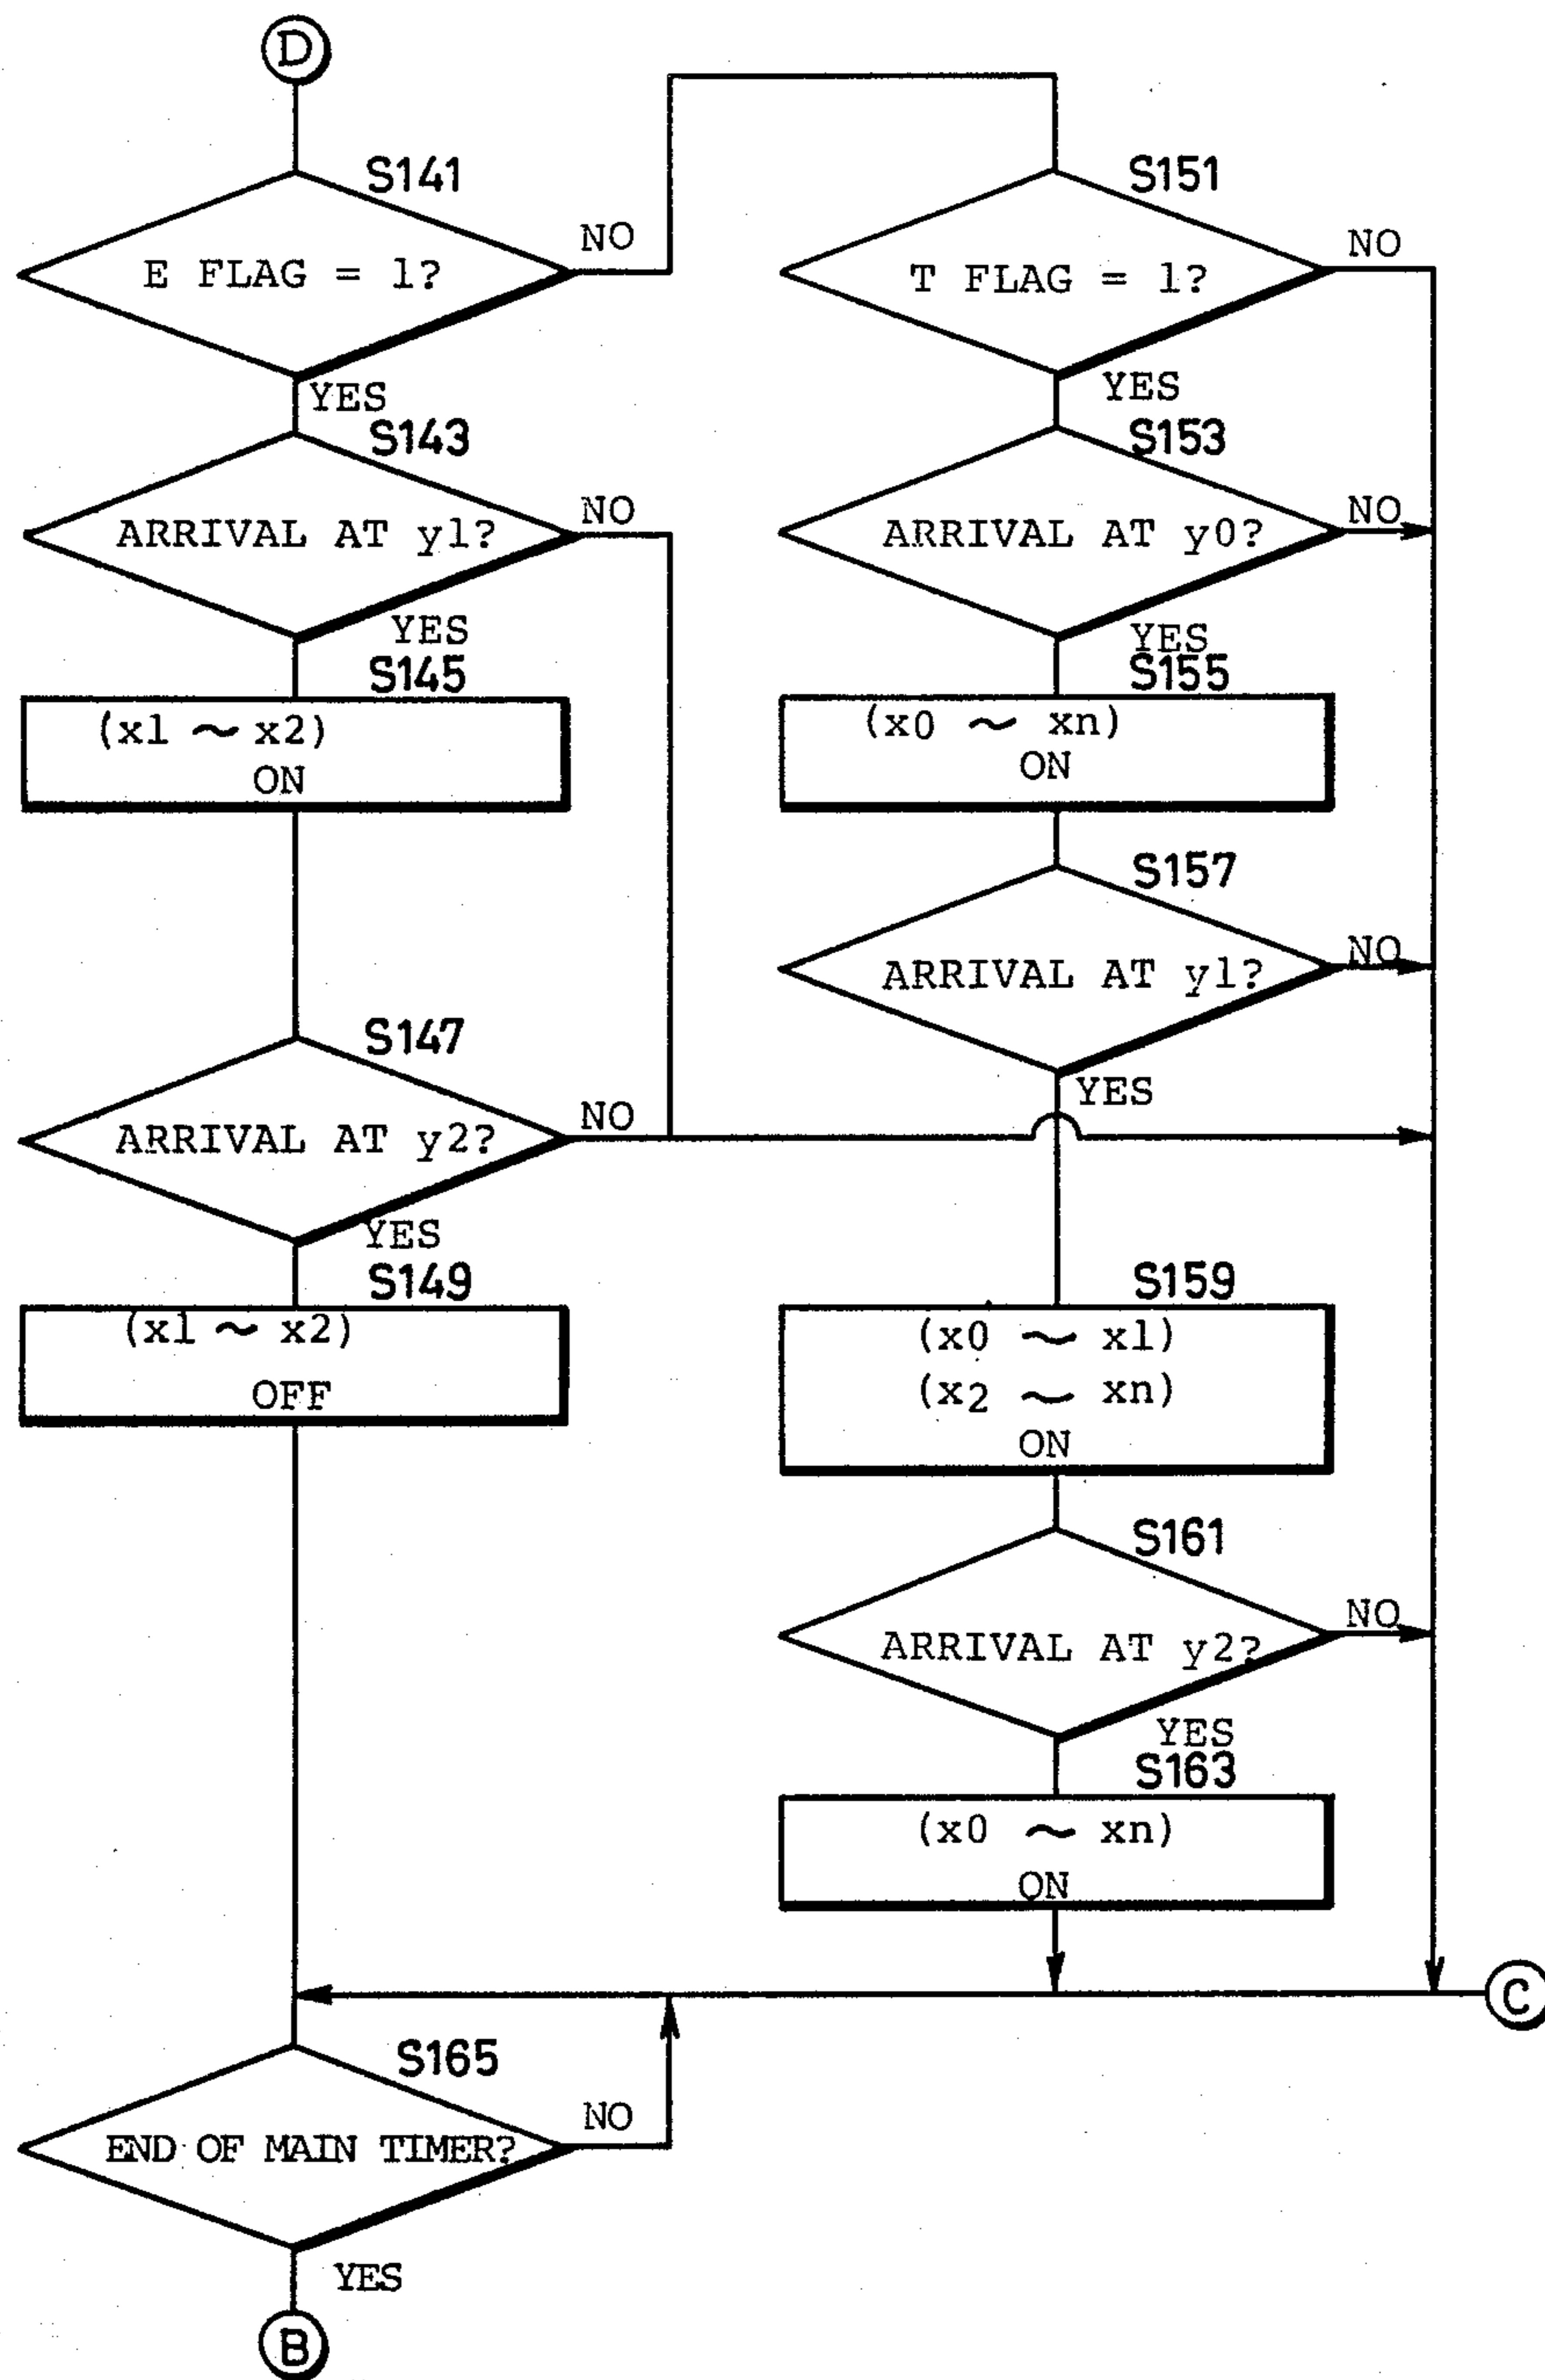 D
S141
E FLAG = 1?
NO
YES
S143
ARRIVAL AT y1?
NO
YES
S145
(x1 ~ x2)
ON
S147
ARRIVAL AT y2?
NO
YES
S149
(x1 ~ x2)
OFF
S151
T FLAG = 1?
NO
YES
S153
ARRIVAL AT y0?
NO
YES
S155
(x0 ~ xn)
ON
S157
ARRIVAL AT y1?
NO
YES
S159
(x0 ~ x1)
(x2 ~ xn)
ON
S161
ARRIVAL AT y2?
NO
YES
S163
(x0 ~ xn)
ON
C
S165
END OF MAIN TIMER?
NO
YES
B